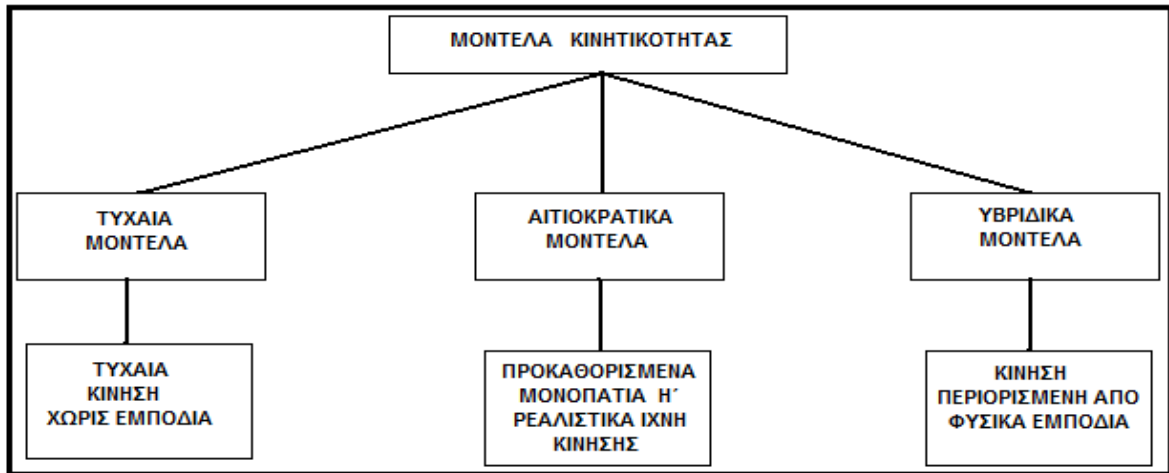 ΜΟΝΤΕΛΑ ΚΙΝΗΤΙΚΟΤΗΤΑΣ
ΤΥΧΑΙΑ
ΜΟΝΤΕΛΑ
ΑΙΤΙΟΚΡΑΤΙΚΑ
ΜΟΝΤΕΛΑ
ΥΒΡΙΔΙΚΑ
ΜΟΝΤΕΛΑ
ΤΥΧΑΙΑ
ΚΙΝΗΣΗ
ΧΩΡΙΣ ΕΜΠΟΔΙΑ
ΠΡΟΚΑΘΟΡΙΣΜΕΝΑ
ΜΟΝΟΠΑΤΙΑ Η΄
ΡΕΑΛΙΣΤΙΚΑ ΙΧΝΗ
ΚΙΝΗΣΗΣ
ΚΙΝΗΣΗ
ΠΕΡΙΟΡΙΣΜΕΝΗ ΑΠΟ
ΦΥΣΙΚΑ ΕΜΠΟΔΙΑ